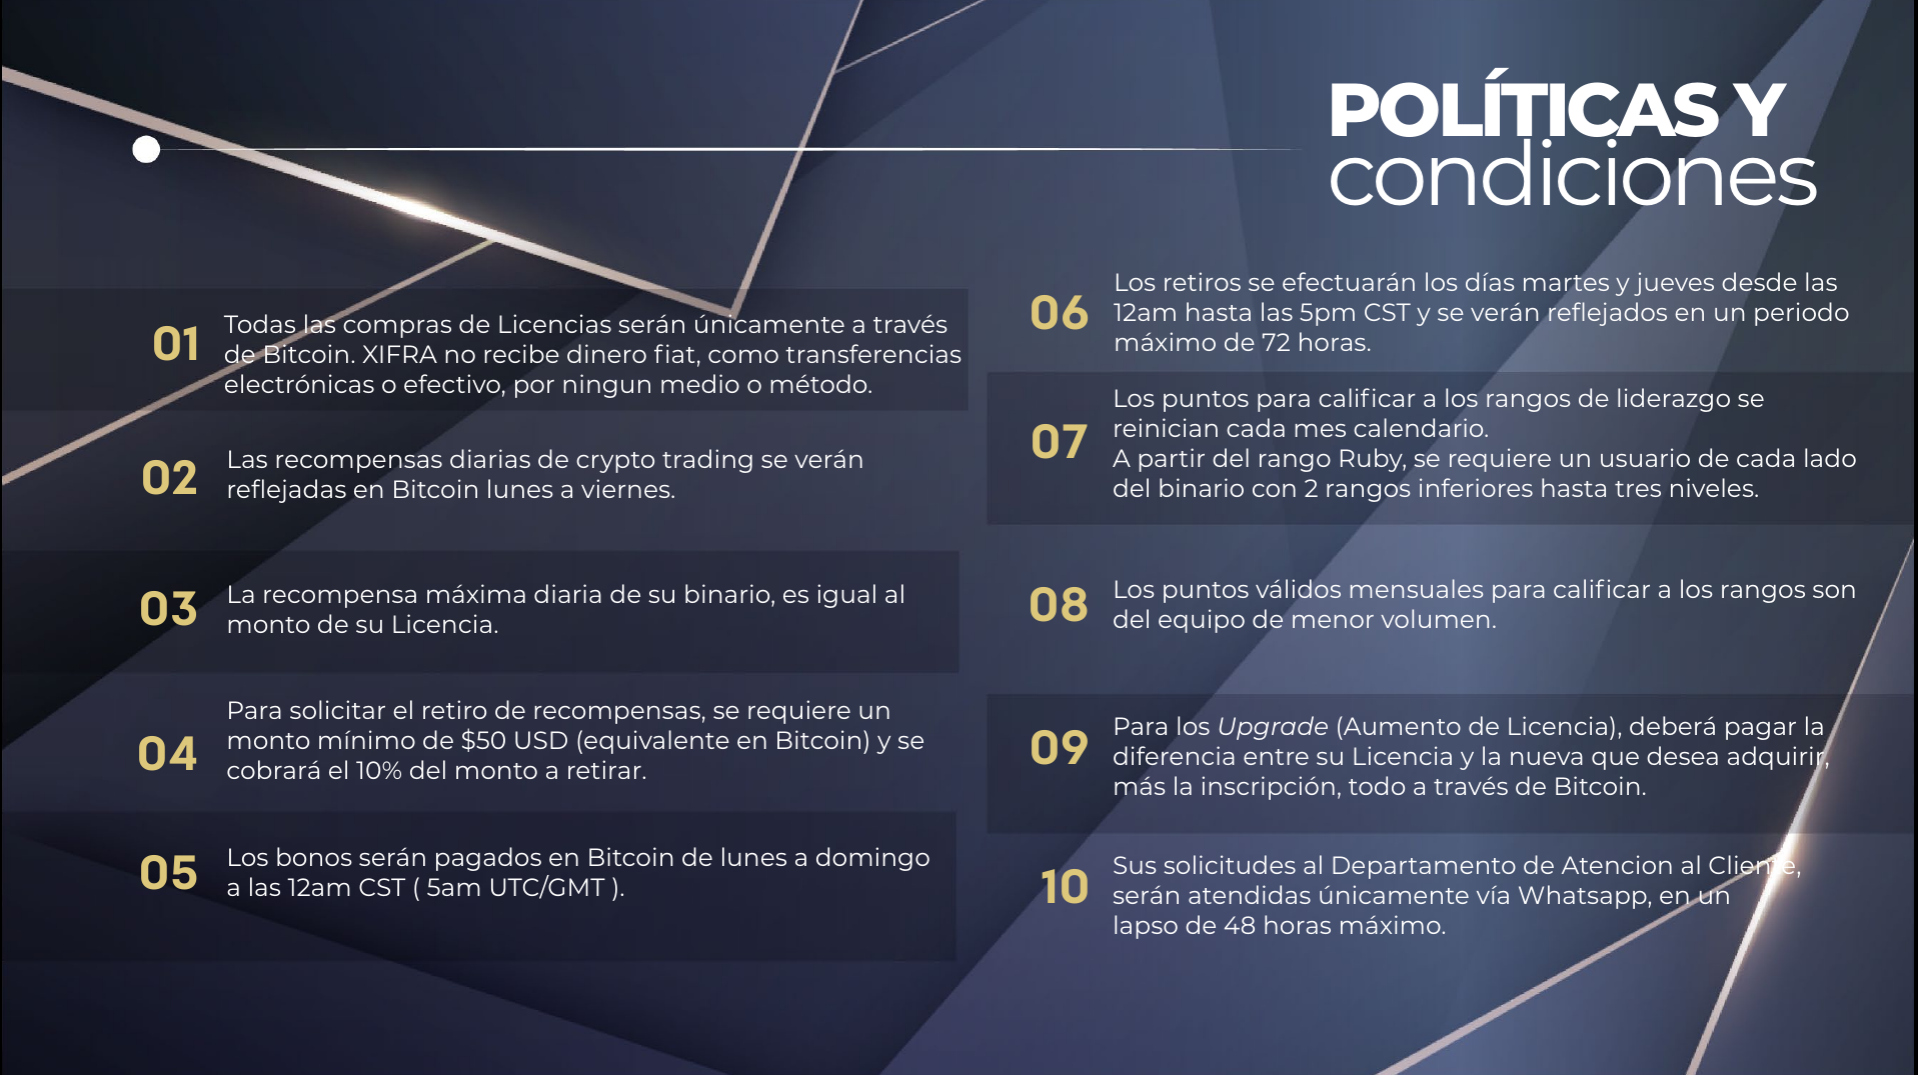 POLÍTICAS Y
condiciones
01
Todas las compras de Licencias serán únicamente a través
de Bitcoin. XIFRA no recibe dinero fiat, como transferencias
electrónicas o efectivo, por ningun medio o método.
02
Las recompensas diarias de crypto trading se verán
reflejadas en Bitcoin lunes a viernes.
03
La recompensa máxima diaria de su binario, es igual al
monto de su Licencia.
04
Para solicitar el retiro de recompensas, se requiere un
monto mínimo de $50 USD (equivalente en Bitcoin) y se
cobrará el 10% del monto a retirar.
05
Los bonos serán pagados en Bitcoin de lunes a domingo
a las 12am CST ( 5am UTC/GMT ).
06
Los retiros se efectuarán los días martes y jueves desde las
12am hasta las 5pm CST y se verán reflejados en un periodo
máximo de 72 horas.
07
Los puntos para calificar a los rangos de liderazgo se
reinician cada mes calendario.
A partir del rango Ruby, se requiere un usuario de cada lado
del binario con 2 rangos inferiores hasta tres niveles.
08
Los puntos válidos mensuales para calificar a los rangos son
del equipo de menor volumen.
09
Para los Upgrade (Aumento de Licencia), deberá pagar la
diferencia entre su Licencia y la nueva que desea adquirir,
más la inscripción, todo a través de Bitcoin.
10
Sus solicitudes al Departamento de Atencion al Cliente,
serán atendidas únicamente vía Whatsapp, en un
lapso de 48 horas máximo.